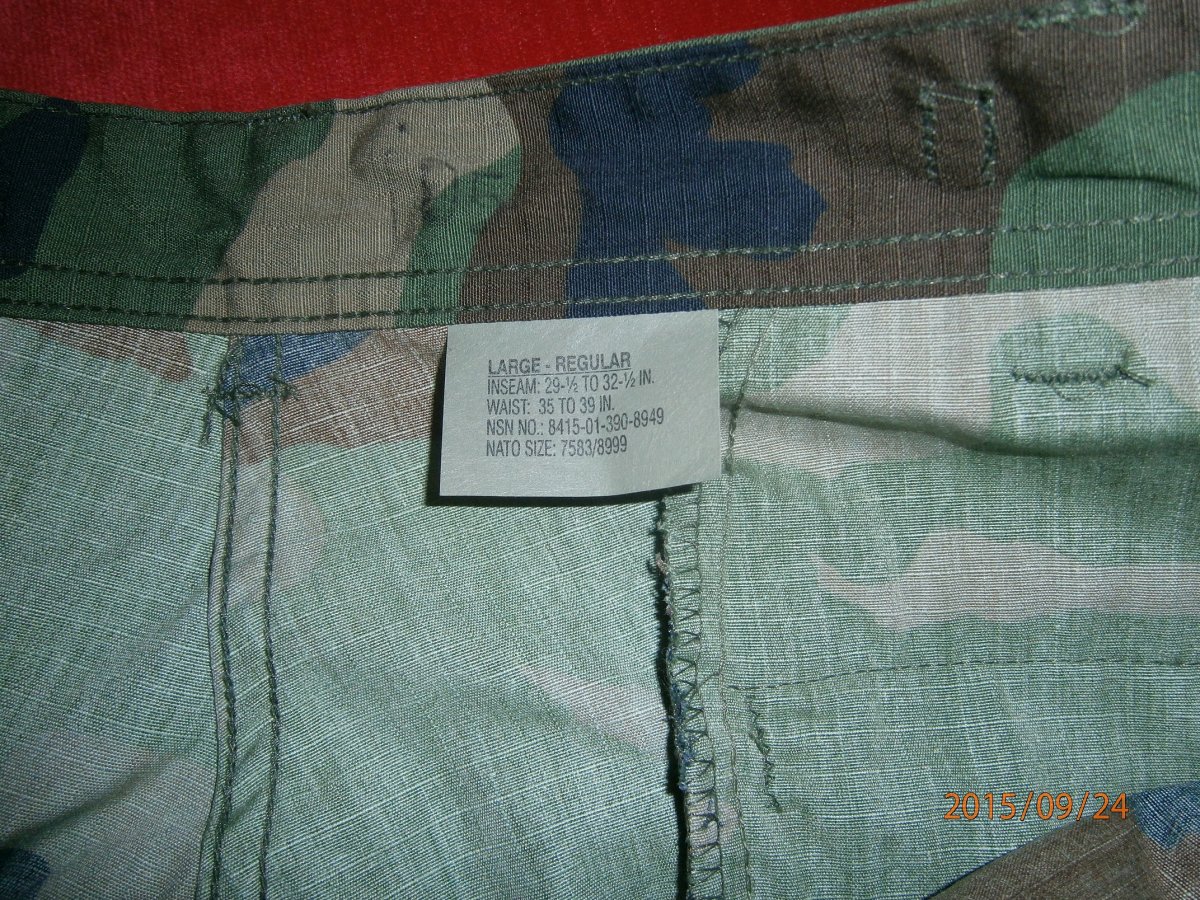 LARGE - REGULAR
INSEAM: 29-½ TO 32-½ IN.
WAIST: 35 TO 39 IN.
NSN NO.: 8415-01-390-8949
NATO SIZE: 7583/8999
2015/09/24